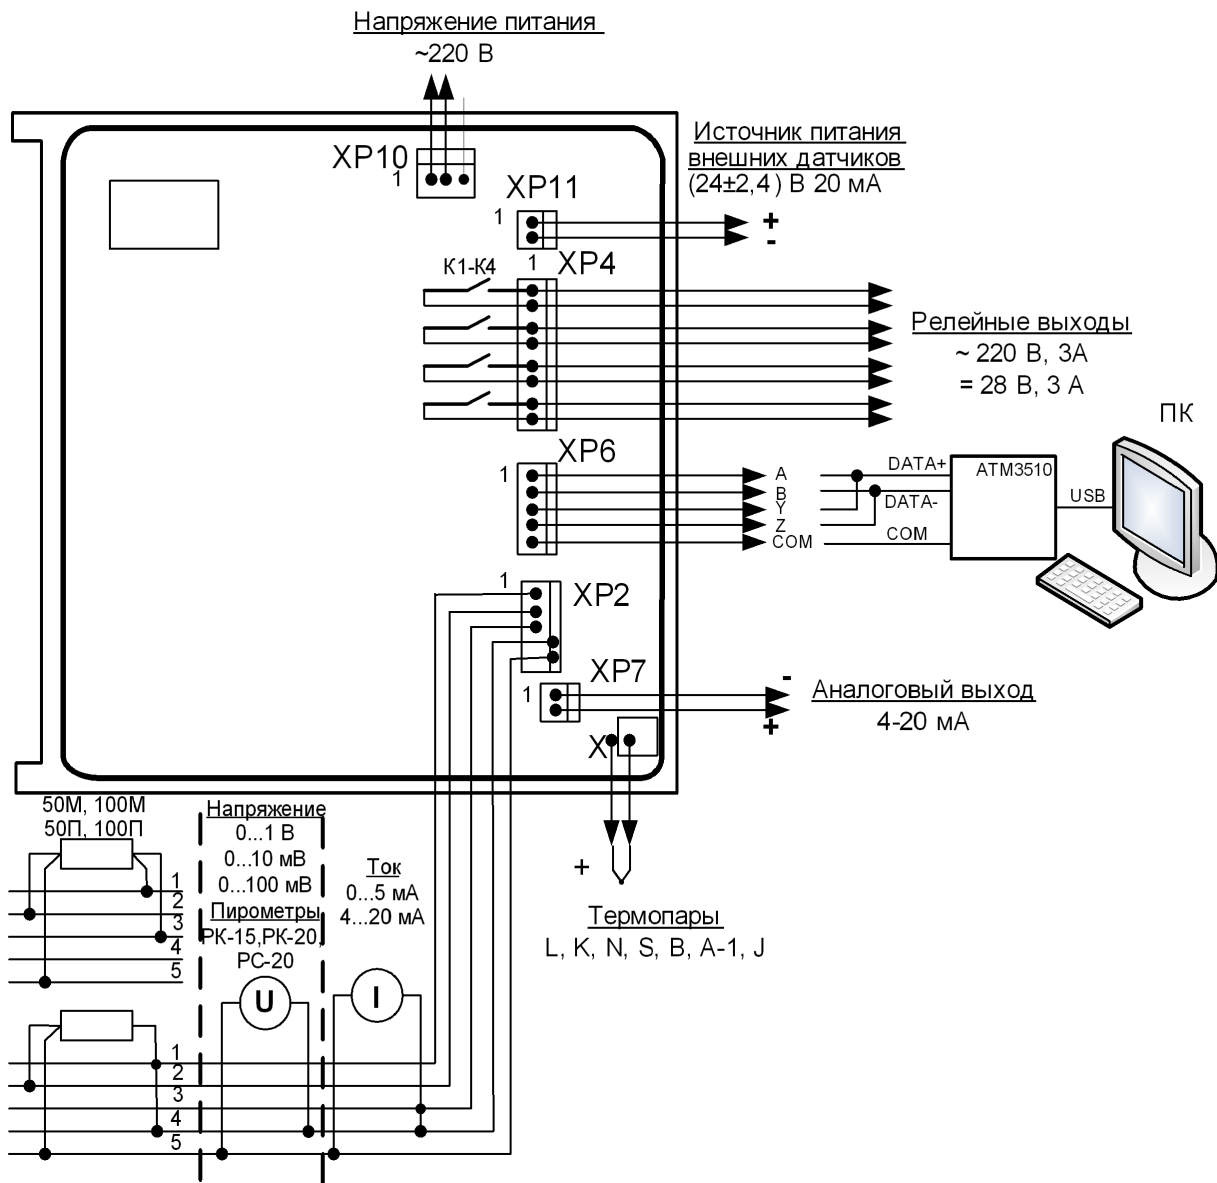 Напряжение питания
~220 В
XP10
1
Источник питания
внешних датчиков
(24±2,4 ) В 20 мА
XP11
1
+
-
К1-К4
1
XP4
Релейные выходы
~ 220 В, 3А
= 28 В, 3 А
ПК
XP6
1
A
B
Y
Z
COM
DATA+
DATA-
COM
ATM3510
USB
1
XP2
XP7
1
-
+
Аналоговый выход
4-20 мА
X
+
Термопары
L, K, N, S, B, A-1, J
50М, 100М
50П, 100П
1
2
3
4
5
Напряжение
0...1 В
0...10 мВ
0...100 мВ
Пирометры
РК-15,РК-20,
РС-20
U
Ток
0...5 мА
4...20 мА
I
1
2
3
4
5